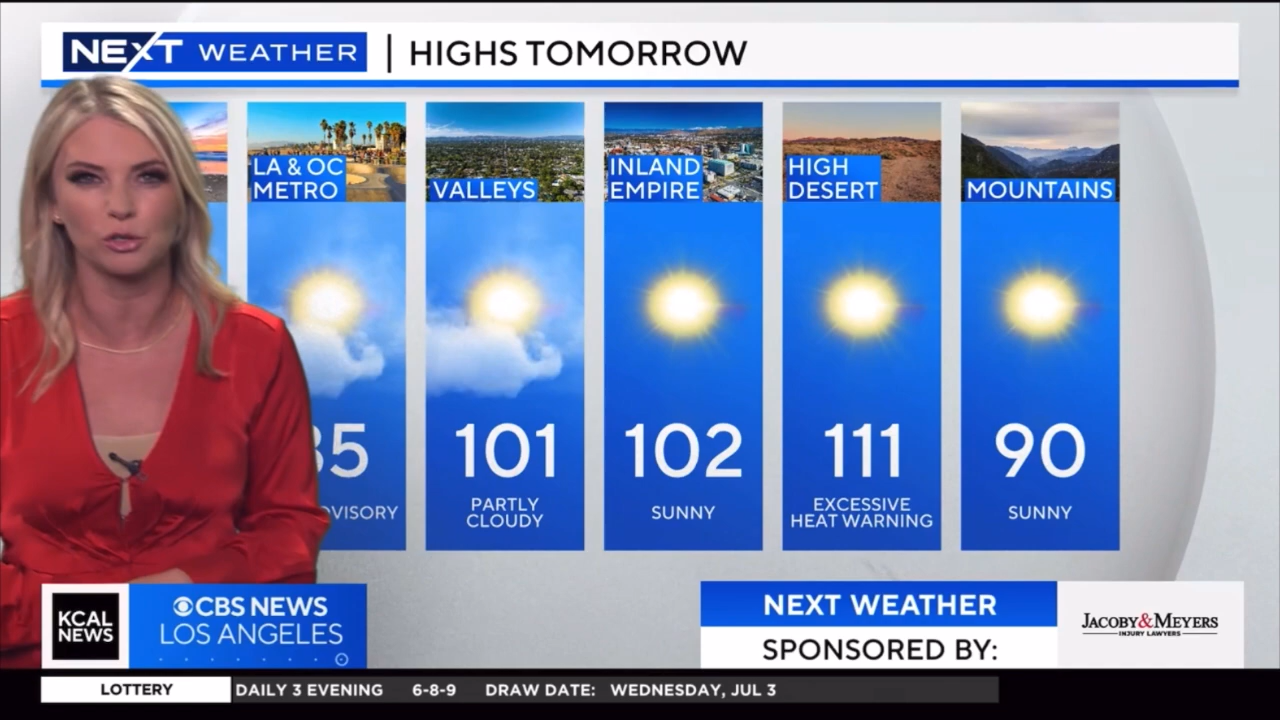 NEXT WEATHER | HIGHS TOMORROW
LA & OC
METRO
VALLEYS
INLAND
EMPIRE
HIGH
DESERT
MOUNTAINS
101
102
111
90
PARTLY
CLOUDY
SUNNY
EXCESSIVE
HEAT WARNING
SUNNY
KCAL
NEWS
CBS NEWS
LOS ANGELES
NEXT WEATHER
SPONSORED BY:
JACOBY & MEYERS
INJURY LAWYERS
LOTTERY
DAILY 3 EVENING 6-8-9 DRAW DATE: WEDNESDAY, JUL 3